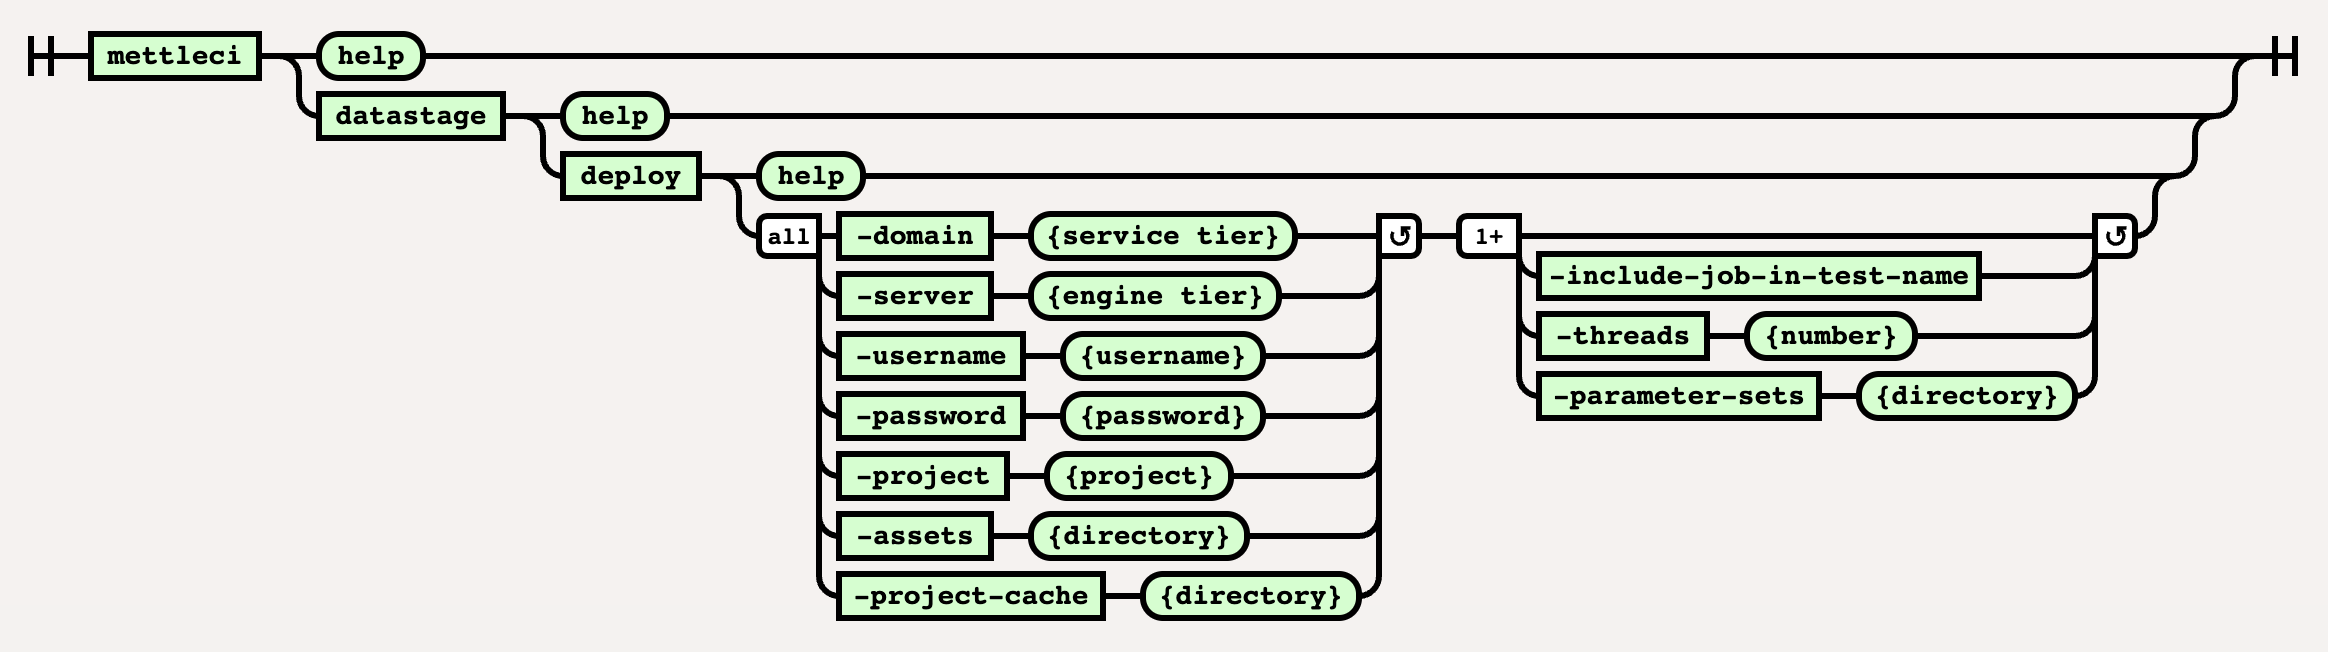 mettleci help
datastage help
deploy help
all -domain {service tier} ↺ 1+ ↺
-include-job-in-test-name
-server {engine tier}
-threads {number}
-username {username}
-parameter-sets {directory}
-password {password}
-project {project}
-assets {directory}
-project-cache {directory}